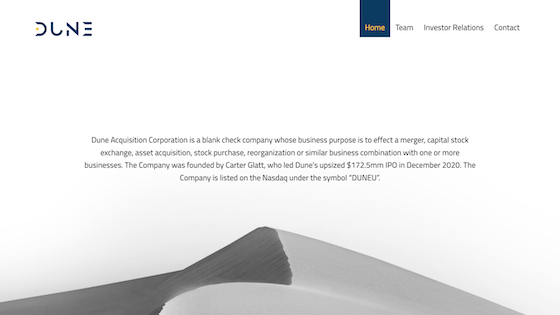 DUNE
Home Team Investor Relations Contact
Dune Acquisition Corporation is a blank check company whose business purpose is to effect a merger, capital stock
exchange, asset acquisition, stock purchase, reorganization or similar business combination with one or more
businesses. The Company was founded by Carter Glatt, who led Dune's upsized $172.5mm IPO in December 2020. The
Company is listed on the Nasdaq under the symbol “DUNEU”.